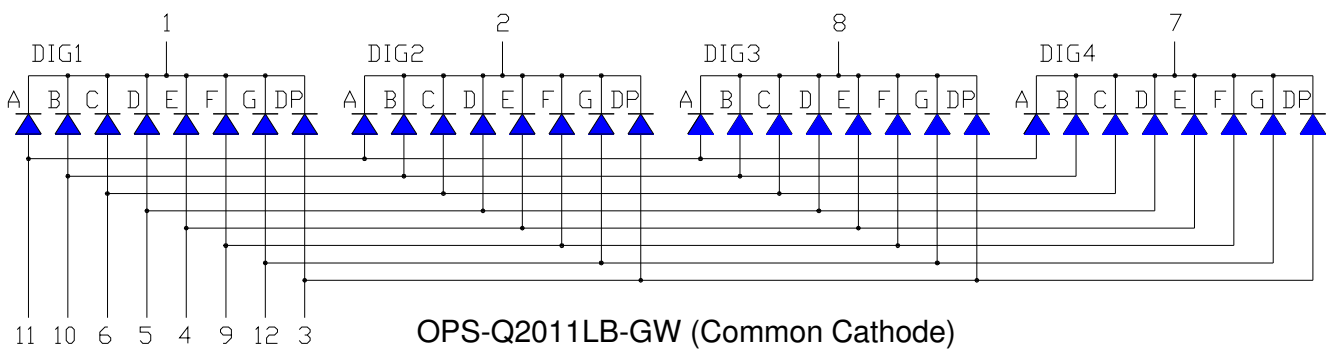 1 2 8 7
DIG1 DIG2 DIG3 DIG4
A B C D E F G DP A B C D E F G DP A B C D E F G DP A B C D E F G DP
11 10 6 5 4 9 12 3
OPS-Q2011LB-GW (Common Cathode)